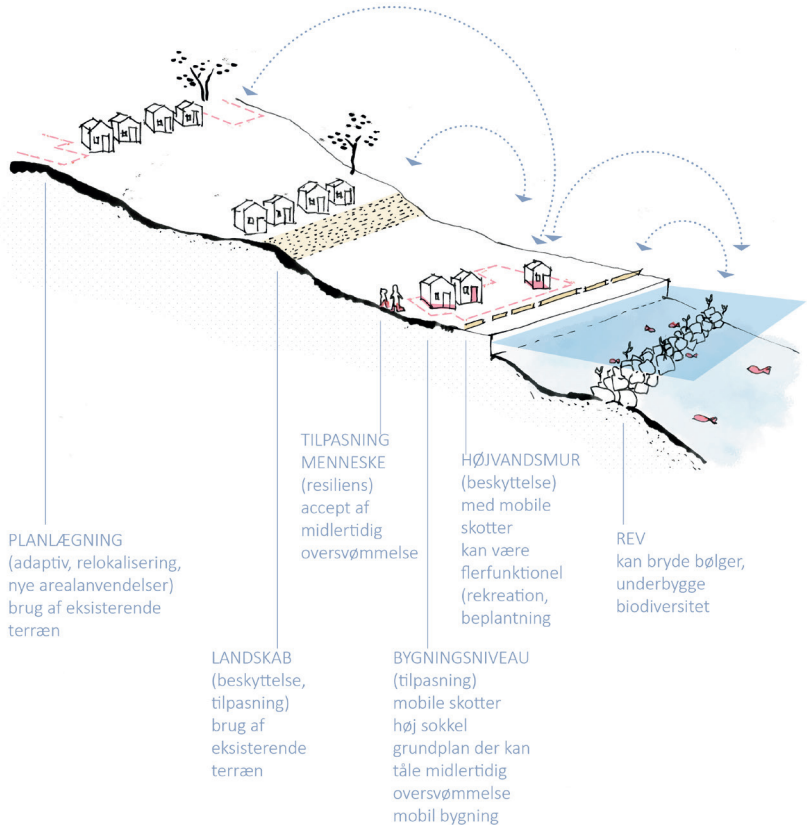 PLANLÆGNING
(adaptiv, relokalisering,
nye arealanvendelser)
brug af eksisterende
terræn
LANDSKAB
(beskyttelse,
tilpasning)
brug af
eksisterende
terræn
TILPASNING
MENNESKE
(resiliens)
accept af
midlertidig
oversvømmelse
BYGNINGSNIVEAU
(tilpasning)
mobile skotter
høj sokkel
grundplan der kan
tåle midlertidig
oversvømmelse
mobil bygning
HØJVANDSMUR
(beskyttelse)
med mobile
skotter
kan være
flerfunktionel
(rekreation,
beplantning
REV
kan bryde bølger,
underbygge
biodiversitet